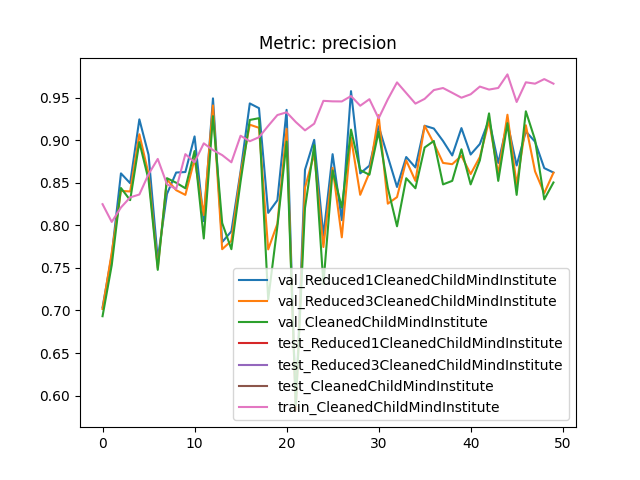 Metric: precision
0.95
0.90
0.85
0.80
0.75
0.70
0.65
0.60
val_Reduced1CleanedChildMindInstitute
val_Reduced3CleanedChildMindInstitute
val_CleanedChildMindInstitute
test_Reduced1CleanedChildMindInstitute
test_Reduced3CleanedChildMindInstitute
test_CleanedChildMindInstitute
train_CleanedChildMindInstitute
0 10 20 30 40 50